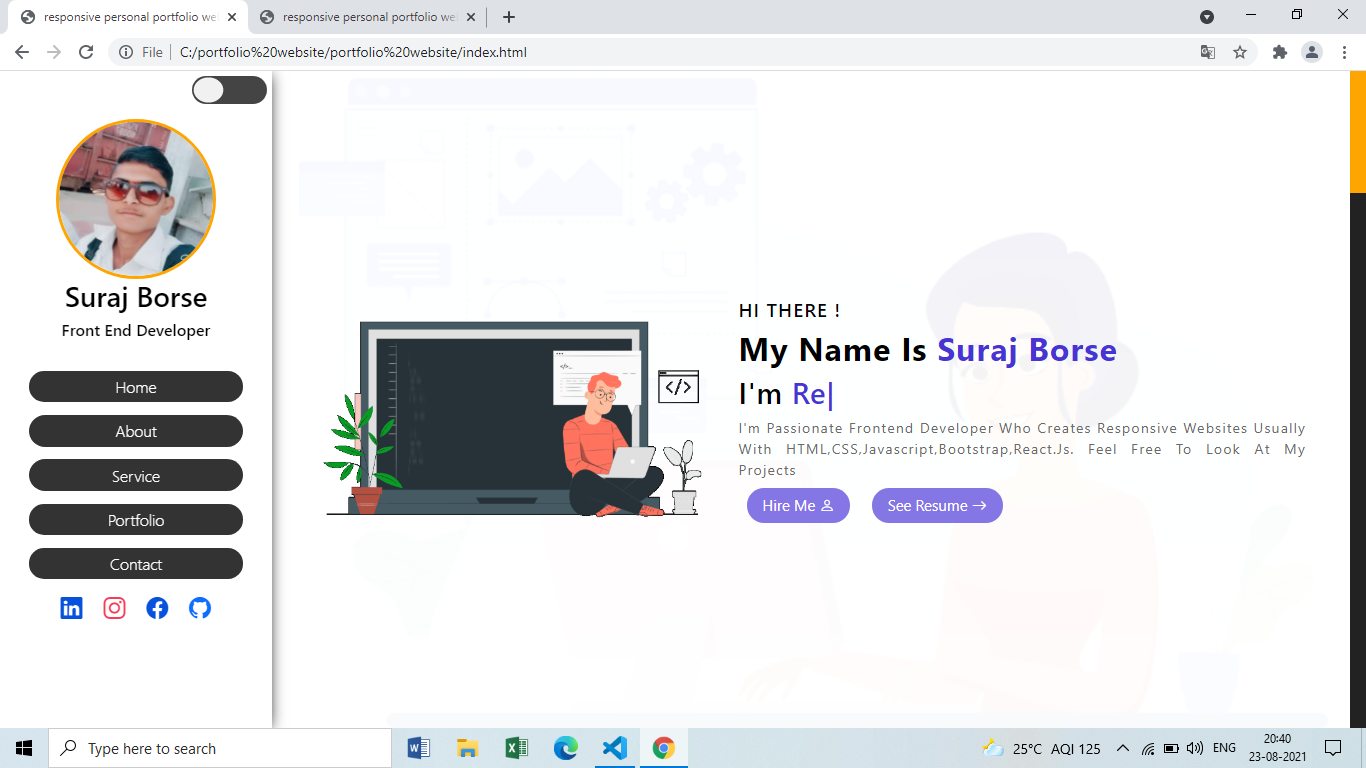 responsive personal portfolio we
responsive personal portfolio we
File
C:/portfolio%20website/portfolio%20website/index.html
Suraj Borse
Front End Developer
Home
About
Service
Portfolio
Contact
HI THERE !
My Name Is Suraj Borse
I'm Re|
I'm Passionate Frontend Developer Who Creates Responsive Websites Usually
With HTML,CSS,Javascript,Bootstrap,React.Js. Feel Free To Look At My
Projects
Hire Me
See Resume
</>
Type here to search
25°C AQI 125
ENG
20:40
23-08-2021